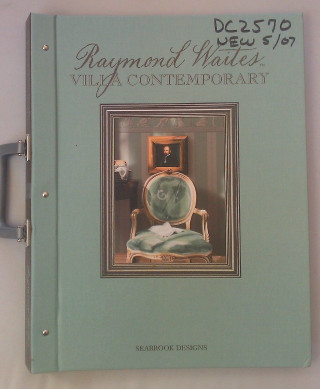 DC2570
NEW 5/07
Raymond Waites
VILLA CONTEMPORARY
SEABROOK DESIGNS